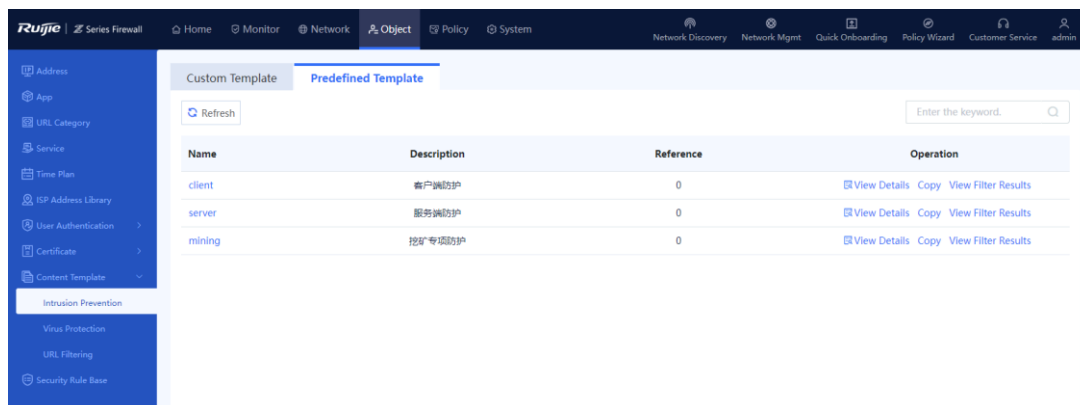 Ruijie | Z Series Firewall
Home Monitor Network Object Policy System
Network Discovery Network Mgmt Quick Onboarding Policy Wizard Customer Service admin
Address
App
URL Category
Service
Time Plan
ISP Address Library
User Authentication
Certificate
Content Template
Intrusion Prevention
Virus Protection
URL Filtering
Security Rule Base
Custom Template Predefined Template
Refresh Enter the keyword.
Name Description Reference Operation
client 客户端防护 0 View Details Copy View Filter Results
server 服务端防护 0 View Details Copy View Filter Results
mining 挖矿专项防护 0 View Details Copy View Filter Results